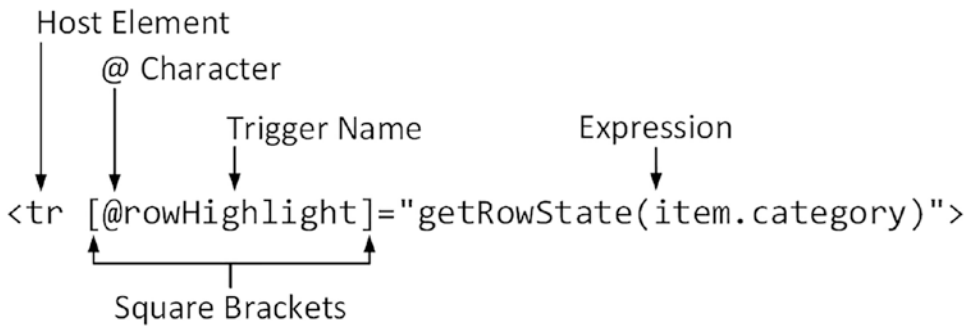 Host Element
@ Character
Trigger Name Expression
<tr [@rowHighlight]="getRowState(item.category)">
Square Brackets